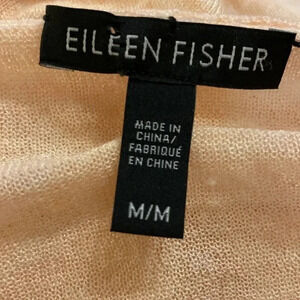 EILEEN FISHER
MADE IN
CHINA/
FABRIQUÉ
EN CHINE
M/M